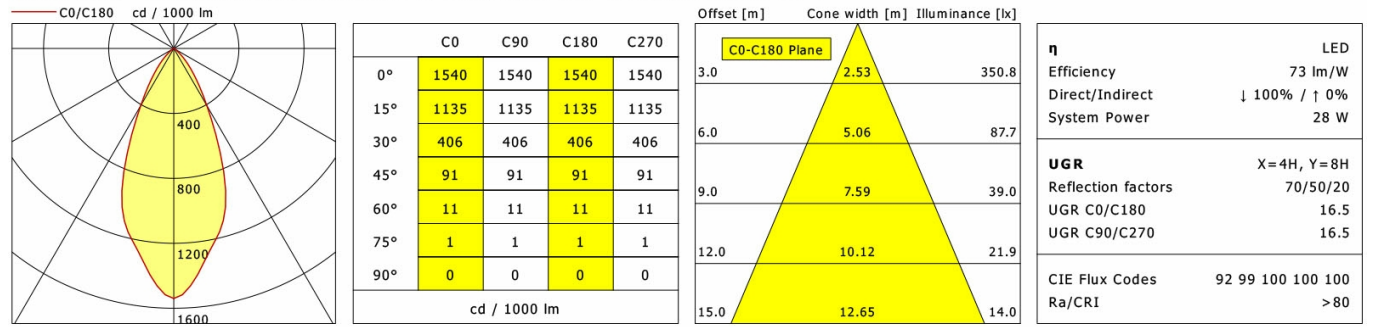 C0/C180 cd / 1000 lm
400
800
1200
1600
C0 C90 C180 C270
0° 1540 1540 1540 1540
15° 1135 1135 1135 1135
30° 406 406 406 406
45° 91 91 91 91
60° 11 11 11 11
75° 1 1 1 1
90° 0 0 0 0
cd / 1000 lm
Offset [m] Cone width [m] Illuminance [lx]
C0-C180 Plane
3.0 2.53 350.8
6.0 5.06 87.7
9.0 7.59 39.0
12.0 10.12 21.9
15.0 12.65 14.0
η LED
Efficiency 73 lm/W
Direct/Indirect ↓ 100% / ↑ 0%
System Power 28 W
UGR X=4H, Y=8H
Reflection factors 70/50/20
UGR C0/C180 16.5
UGR C90/C270 16.5
CIE Flux Codes 92 99 100 100 100
Ra/CRI >80